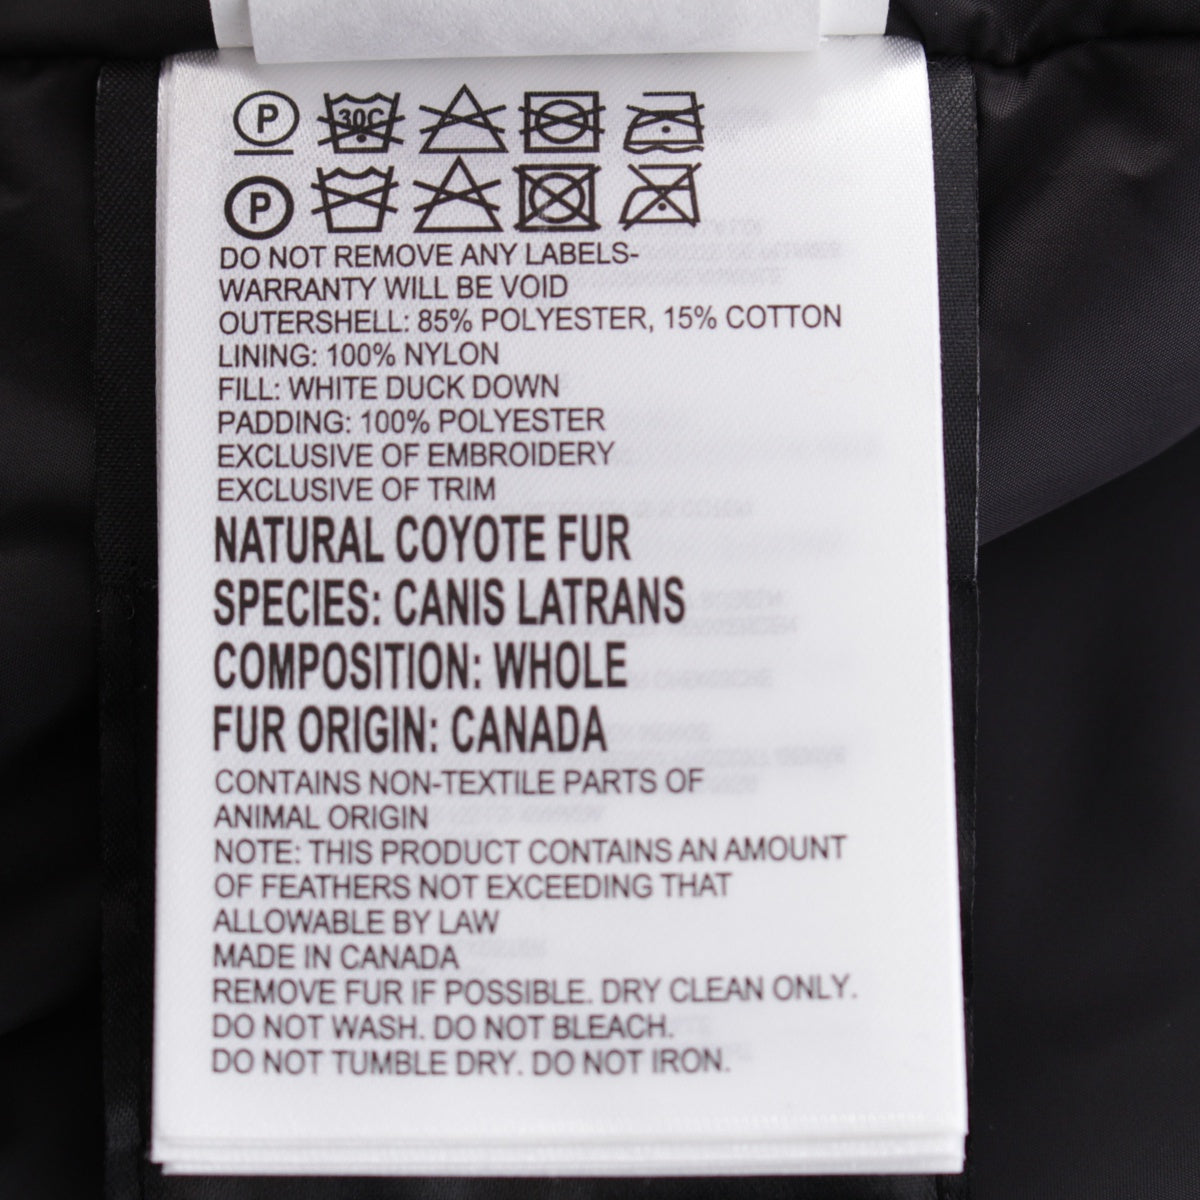 P 30C
P
DO NOT REMOVE ANY LABELS-
WARRANTY WILL BE VOID
OUTERSHELL: 85% POLYESTER, 15% COTTON
LINING: 100% NYLON
FILL: WHITE DUCK DOWN
PADDING: 100% POLYESTER
EXCLUSIVE OF EMBROIDERY
EXCLUSIVE OF TRIM
NATURAL COYOTE FUR
SPECIES: CANIS LATRANS
COMPOSITION: WHOLE
FUR ORIGIN: CANADA
CONTAINS NON-TEXTILE PARTS OF
ANIMAL ORIGIN
NOTE: THIS PRODUCT CONTAINS AN AMOUNT
OF FEATHERS NOT EXCEEDING THAT
ALLOWABLE BY LAW
MADE IN CANADA
REMOVE FUR IF POSSIBLE. DRY CLEAN ONLY.
DO NOT WASH. DO NOT BLEACH.
DO NOT TUMBLE DRY. DO NOT IRON.